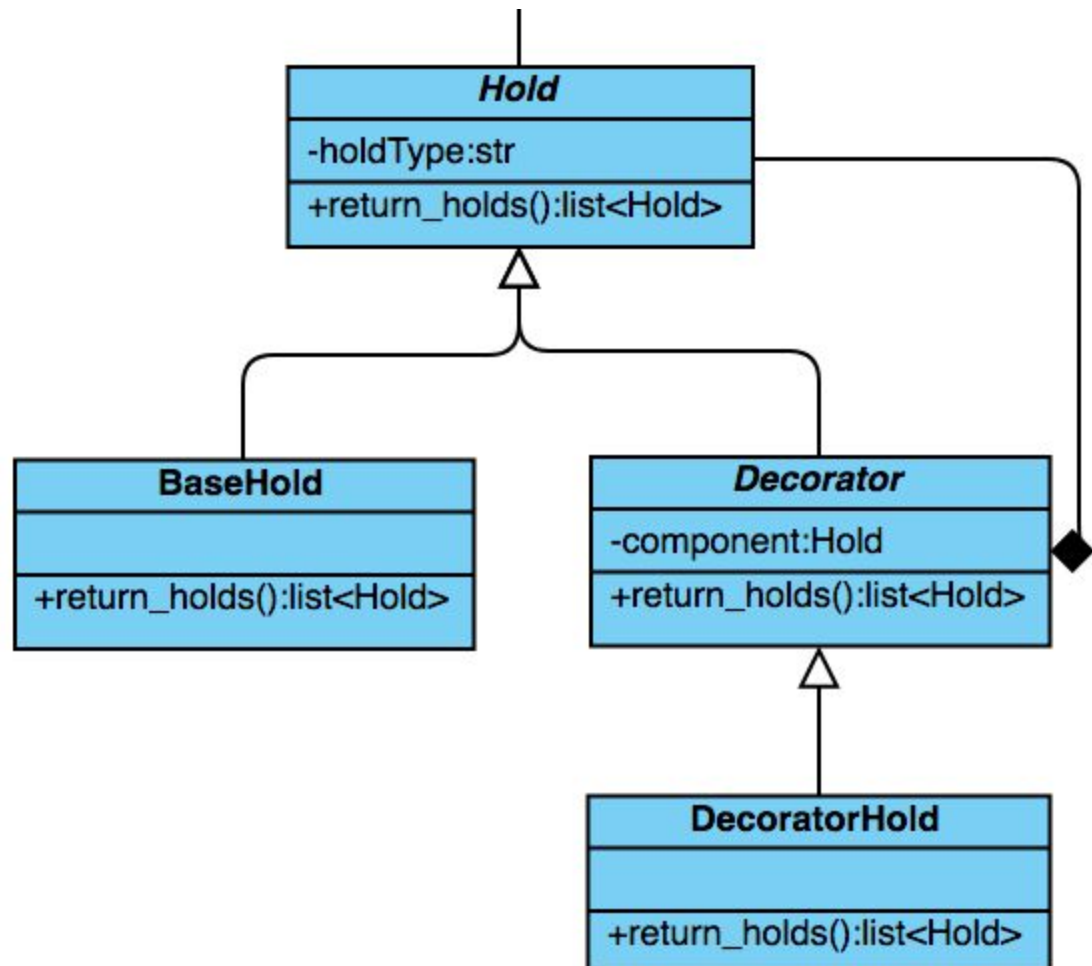 Hold
-holdType:str
+return_holds():list<Hold>
BaseHold
+return_holds():list<Hold>
Decorator
-component:Hold
+return_holds():list<Hold>
DecoratorHold
+return_holds():list<Hold>